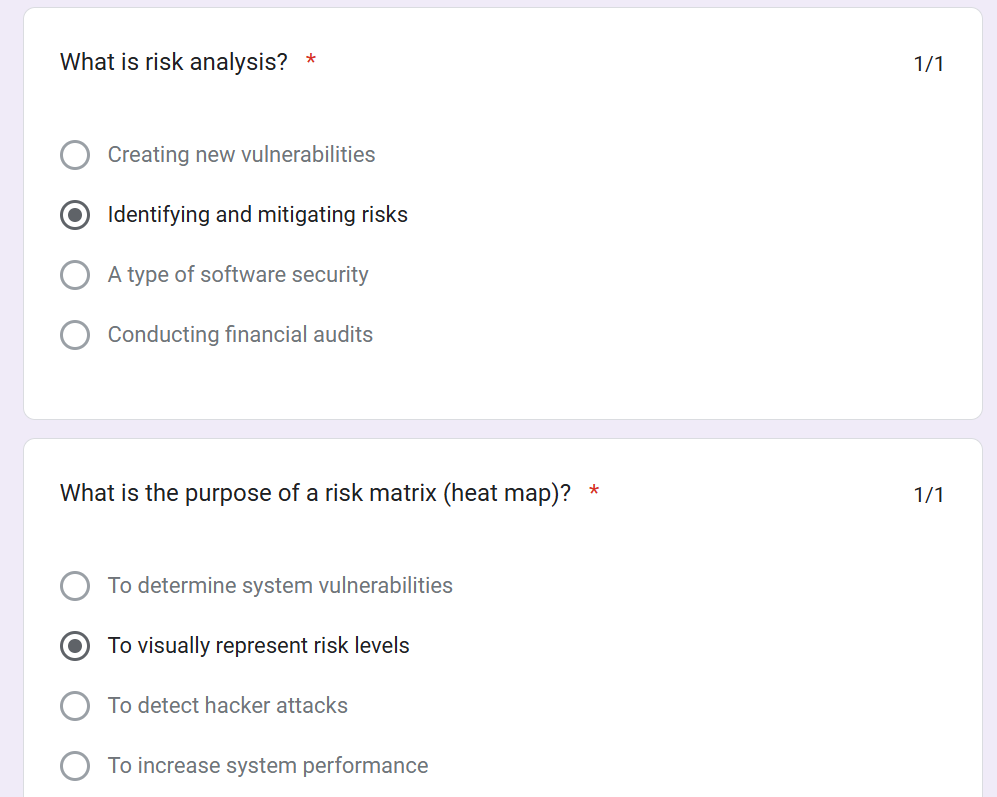 What is risk analysis? *
1/1
Creating new vulnerabilities
Identifying and mitigating risks
A type of software security
Conducting financial audits
What is the purpose of a risk matrix (heat map)? *
1/1
To determine system vulnerabilities
To visually represent risk levels
To detect hacker attacks
To increase system performance